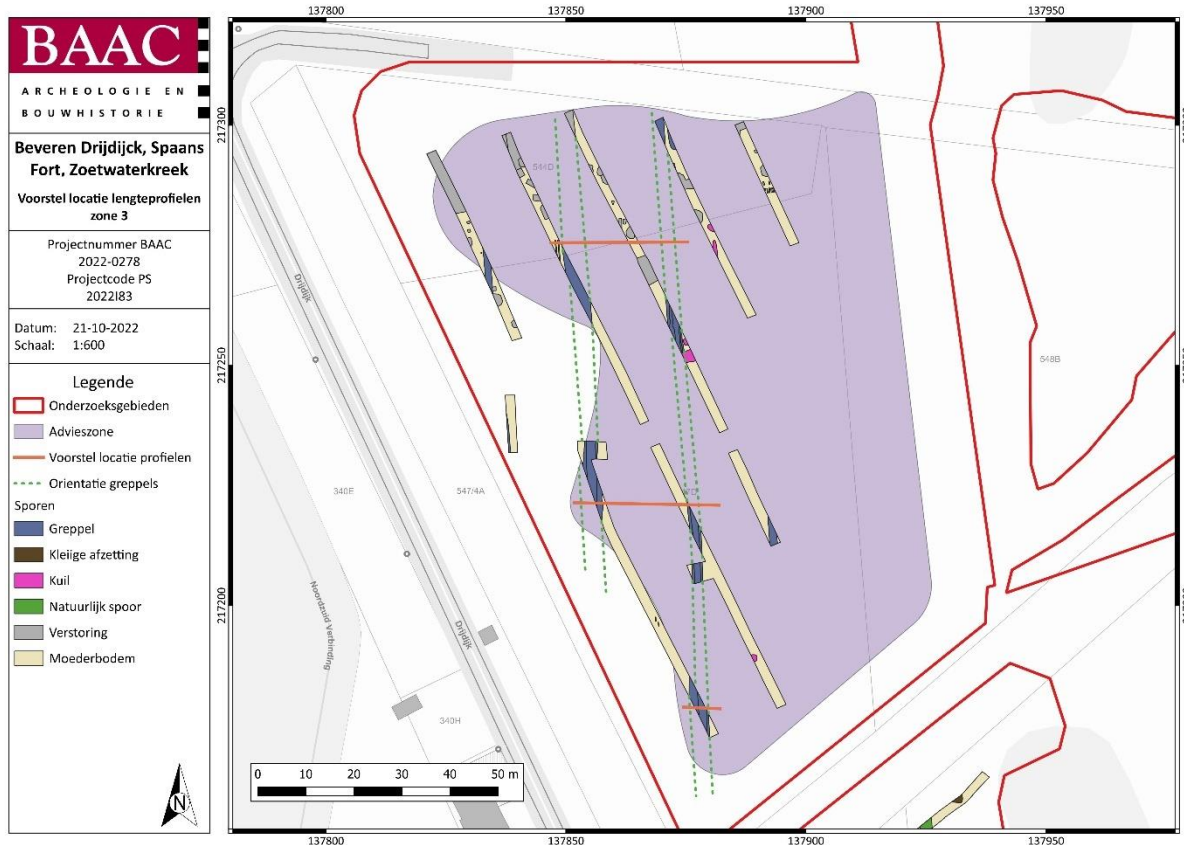 BAAC
ARCHEOLOGIE EN
BOUWHISTORIE
Beveren Drijdijck, Spaans
Fort, Zoetwaterkreek
Voorstel locatie lengteprofielen
zone 3
Projectnummer BAAC
2022-0278
Projectcode PS
2022I83
Datum: 21-10-2022
Schaal: 1:600
Legende
Onderzoeksgebieden
Advieszone
Voorstel locatie profielen
Orientatie greppels
Sporen
Greppel
Kleiige afzetting
Kuil
Natuurlijk spoor
Verstoring
Moederbodem
N
137800 137850 137900 137950
217300
217250
217200
544D
548B
Drijdijk
340E
547/4A
Noordzuid Verbinding
Drijdijk
340H
0 10 20 30 40 50 m
137800 137850 137900 137950